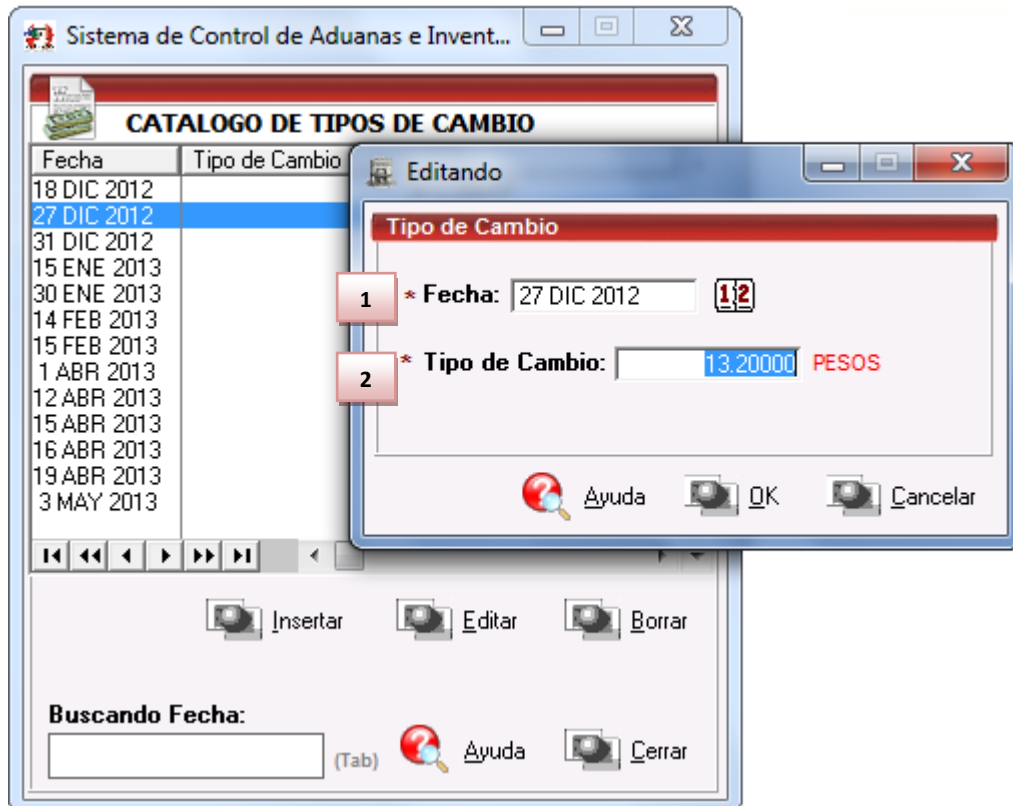 Sistema de Control de Aduanas e Invent...
CATALOGO DE TIPOS DE CAMBIO
Fecha Tipo de Cambio
18 DIC 2012
27 DIC 2012
31 DIC 2012
15 ENE 2013
30 ENE 2013
14 FEB 2013
15 FEB 2013
1 ABR 2013
12 ABR 2013
15 ABR 2013
16 ABR 2013
19 ABR 2013
3 MAY 2013
Editando
Tipo de Cambio
1 * Fecha: 27 DIC 2012 12
2 * Tipo de Cambio: 13.20000 PESOS
Ayuda OK Cancelar
Insertar Editar Borrar
Buscando Fecha:
(Tab) Ayuda Cerrar